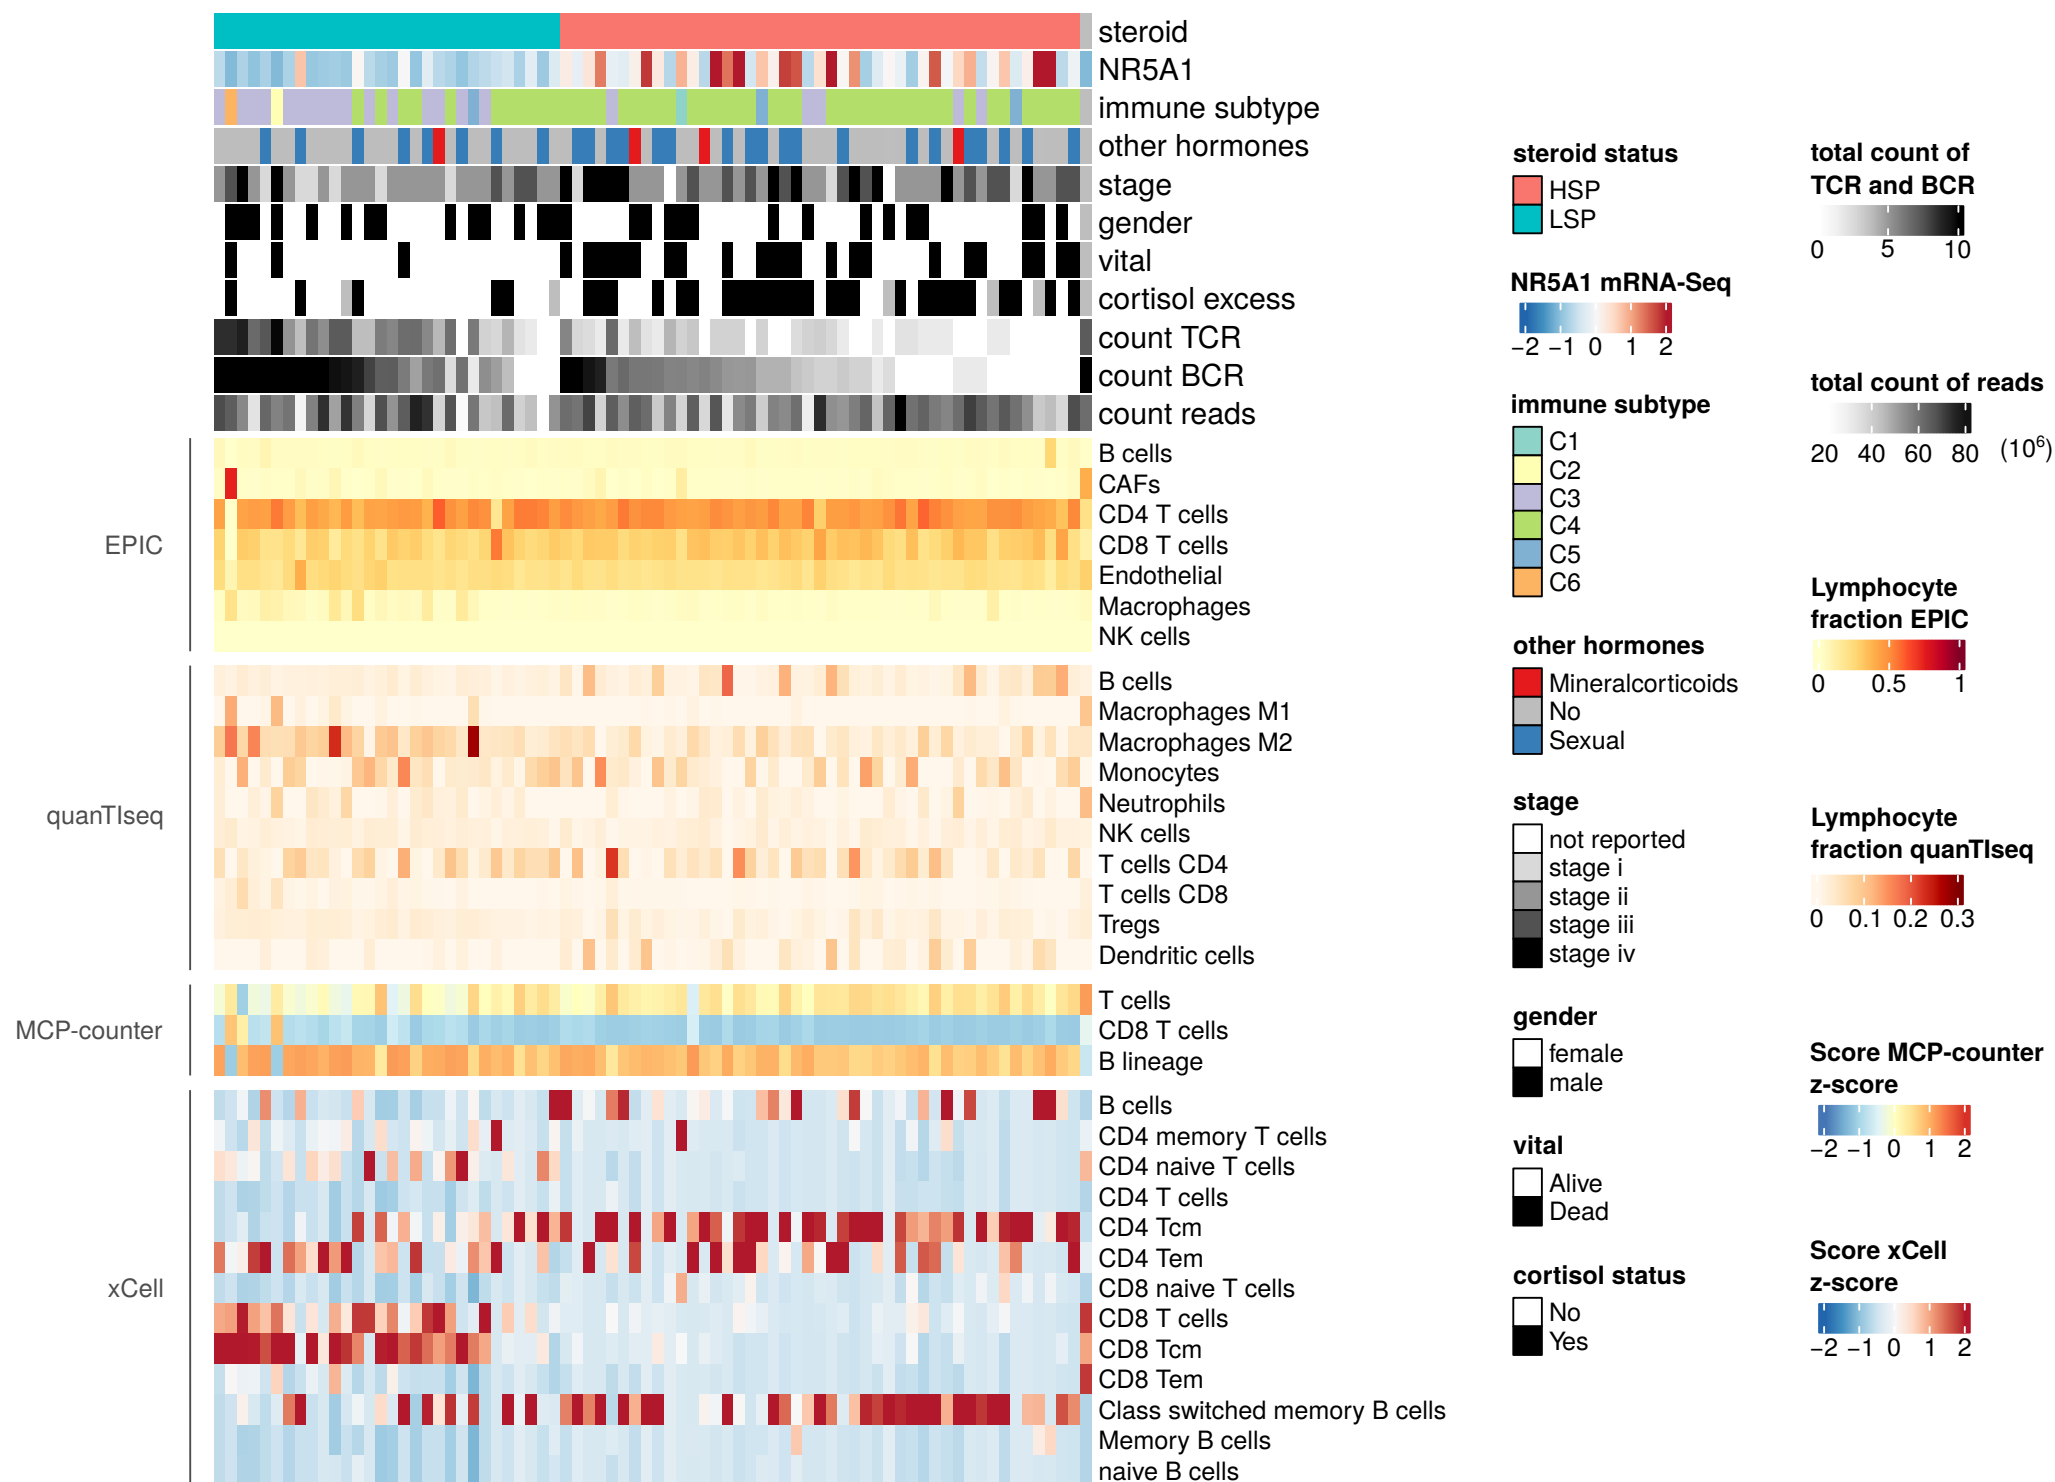 steroid
NR5A1
immune subtype
other hormones
stage
gender
vital
cortisol excess
count TCR
count BCR
count reads
EPIC
B cells
CAFs
CD4 T cells
CD8 T cells
Endothelial
Macrophages
NK cells
quanTIseq
B cells
Macrophages M1
Macrophages M2
Monocytes
Neutrophils
NK cells
T cells CD4
T cells CD8
Tregs
Dendritic cells
MCP-counter
T cells
CD8 T cells
B lineage
xCell
B cells
CD4 memory T cells
CD4 naive T cells
CD4 T cells
CD4 Tcm
CD4 Tem
CD8 naive T cells
CD8 T cells
CD8 Tcm
CD8 Tem
Class switched memory B cells
Memory B cells
naive B cells
steroid status
HSP
LSP
NR5A1 mRNA-Seq
−2 −1 0 1 2
immune subtype
C1
C2
C3
C4
C5
C6
other hormones
Mineralcorticoids
No
Sexual
stage
not reported
stage i
stage ii
stage iii
stage iv
gender
female
male
vital
Alive
Dead
cortisol status
No
Yes
total count of
TCR and BCR
0 5 10
total count of reads
20 40 60 80 (10⁶)
Lymphocyte
fraction EPIC
0 0.5 1
Lymphocyte
fraction quanTIseq
0 0.1 0.2 0.3
Score MCP-counter
z-score
−2 −1 0 1 2
Score xCell
z-score
−2 −1 0 1 2